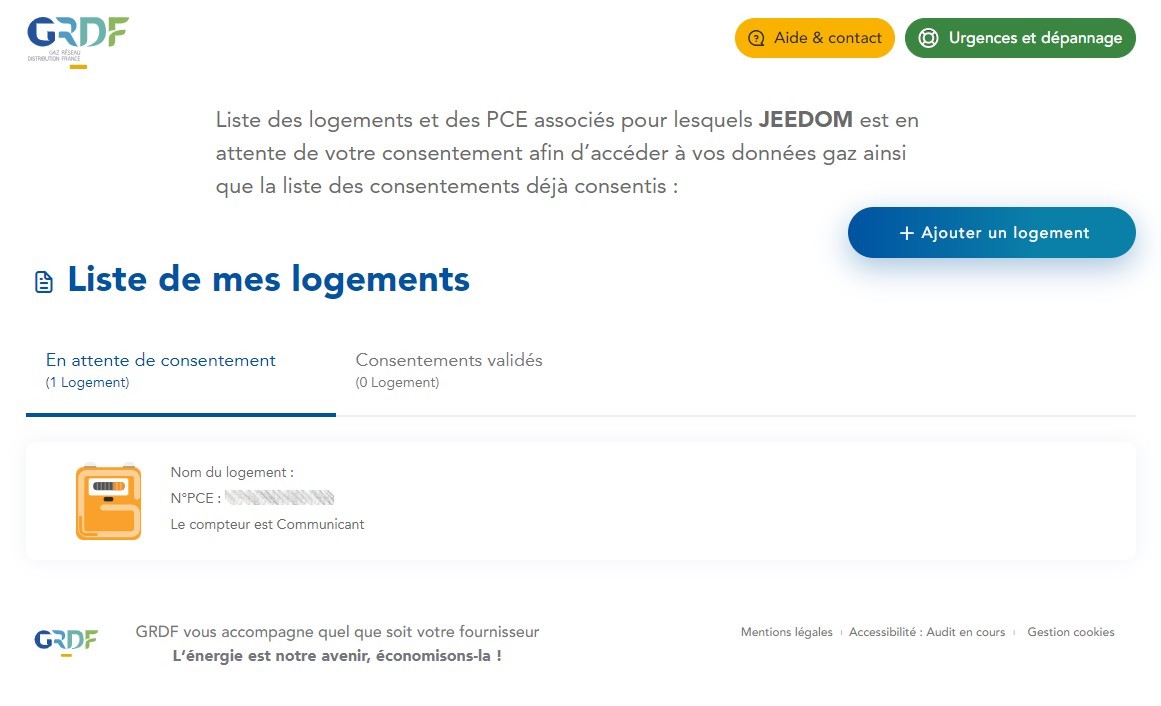 GRDF
GAZ RÉSEAU
DISTRIBUTION FRANCE
Aide & contact
Urgences et dépannage
Liste des logements et des PCE associés pour lesquels JEEDOM est en
attente de votre consentement afin d’accéder à vos données gaz ainsi
que la liste des consentements déjà consentis :
+ Ajouter un logement
Liste de mes logements
En attente de consentement
(1 Logement)
Consentements validés
(0 Logement)
Nom du logement :
N°PCE :
Le compteur est Communicant
GRDF
GRDF vous accompagne quel que soit votre fournisseur
L’énergie est notre avenir, économisons-la !
Mentions légales
Accessibilité : Audit en cours
Gestion cookies